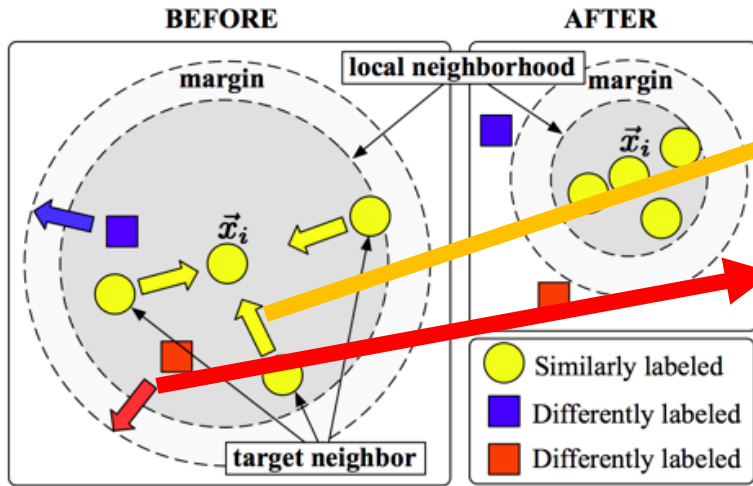 BEFORE
AFTER
local neighborhood
margin
margin
x⃗i
x⃗i
Similarly labeled
Differently labeled
Differently labeled
target neighbor